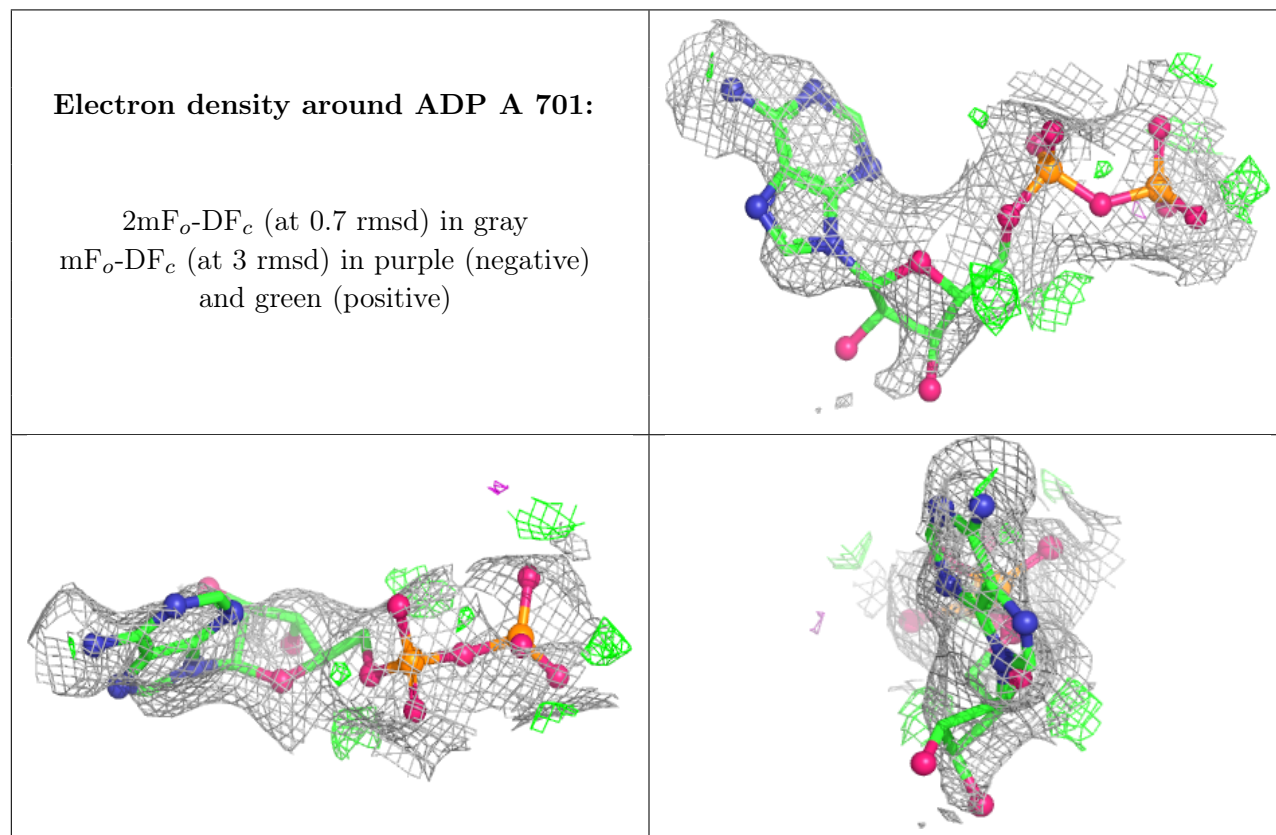 Electron density around ADP A 701:
2mFo-DFc (at 0.7 rmsd) in gray
mFo-DFc (at 3 rmsd) in purple (negative)
and green (positive)